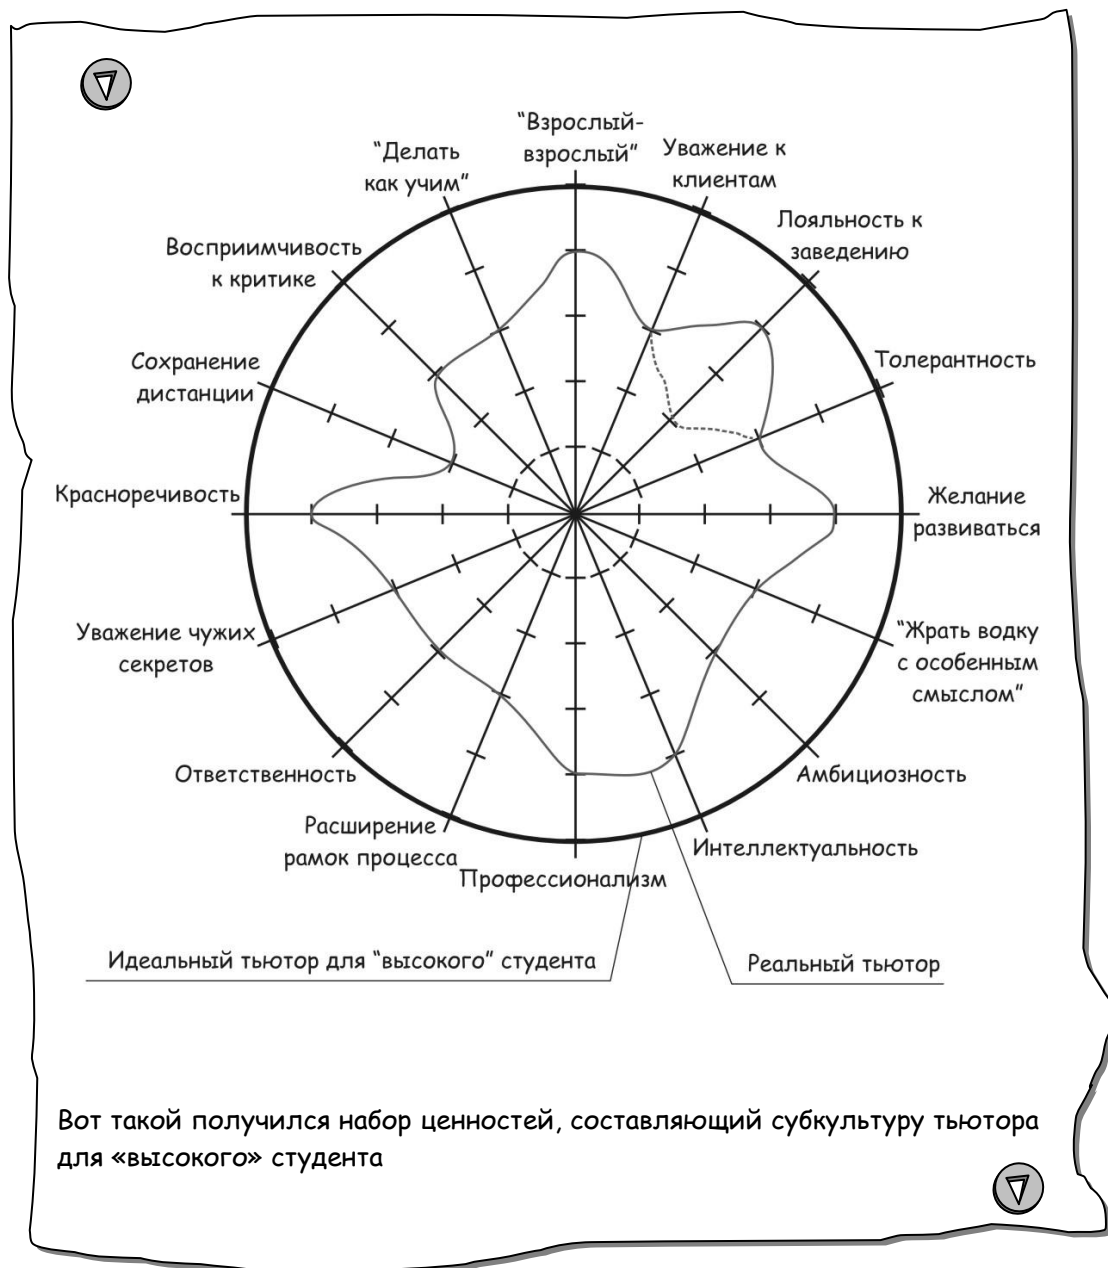 “Взрослый-
взрослый”
Уважение к
клиентам
Лояльность к
заведению
Толерантность
Желание
развиваться
“Жрать водку
с особенным
смыслом”
Амбициозность
Интеллектуальность
Профессионализм
Расширение
рамок процесса
Ответственность
Уважение чужих
секретов
Красноречивость
Сохранение
дистанции
Восприимчивость
к критике
“Делать
как учим”
Идеальный тьютор для “высокого” студента
Реальный тьютор
Вот такой получился набор ценностей, составляющий субкультуру тьютора
для «высокого» студента